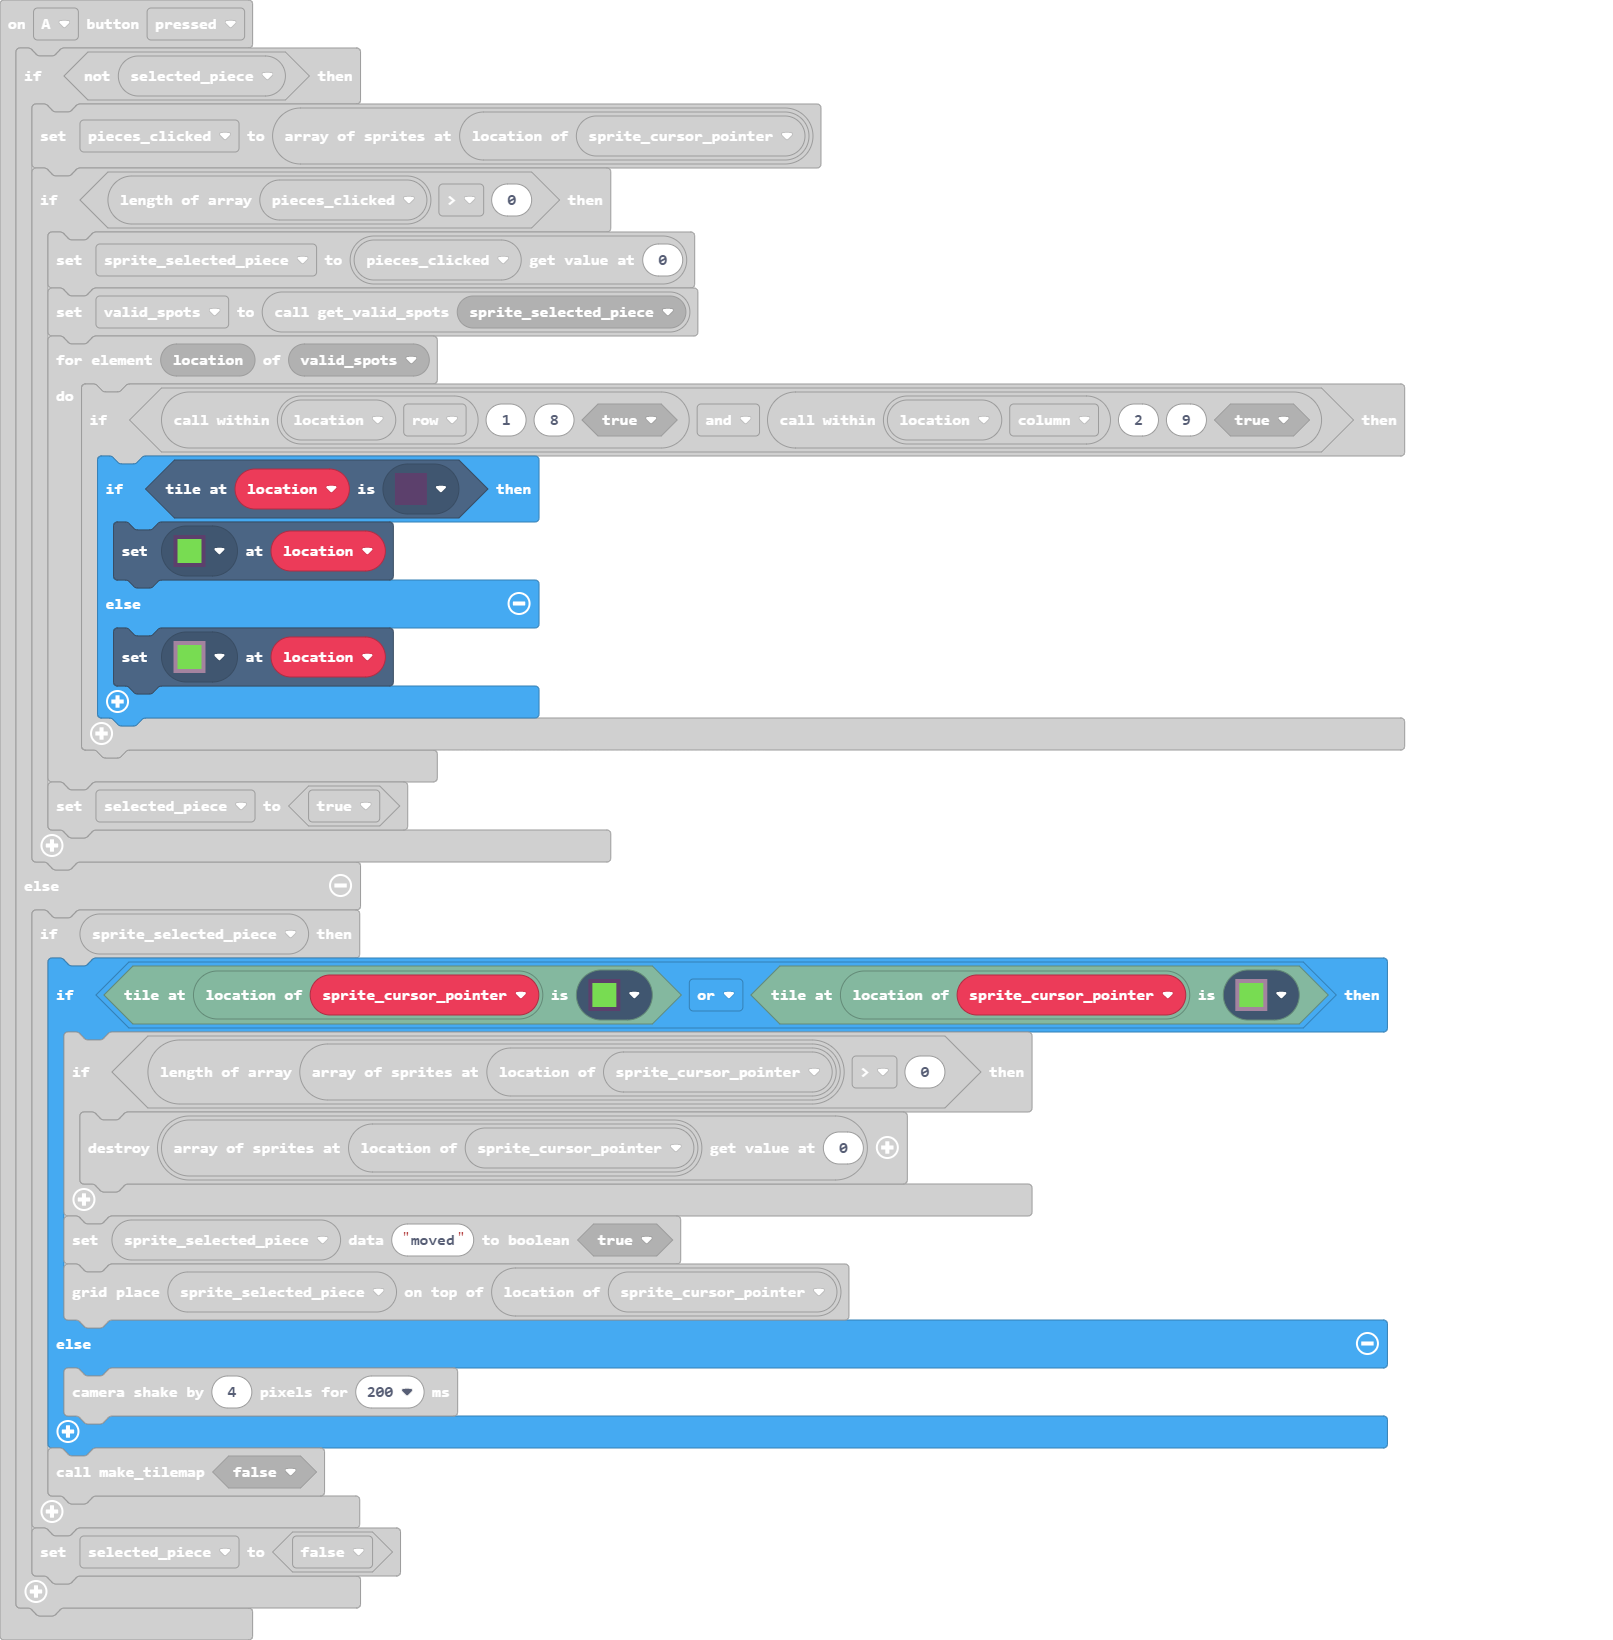 on A button pressed
if not selected_piece then
set pieces_clicked to array of sprites at location of sprite_cursor_pointer
if length of array pieces_clicked > 0 then
set sprite_selected_piece to pieces_clicked get value at 0
set valid_spots to call get_valid_spots sprite_selected_piece
for element location of valid_spots
do
if call within location row 1 8 true and call within location column 2 9 true then
if tile at location is then
set at location
else
set at location
set selected_piece to true
else
if sprite_selected_piece then
if tile at location of sprite_cursor_pointer is or tile at location of sprite_cursor_pointer is then
if length of array array of sprites at location of sprite_cursor_pointer > 0 then
destroy array of sprites at location of sprite_cursor_pointer get value at 0
set sprite_selected_piece data "moved" to boolean true
grid place sprite_selected_piece on top of location of sprite_cursor_pointer
else
camera shake by 4 pixels for 200 ms
call make_tilemap false
set selected_piece to false